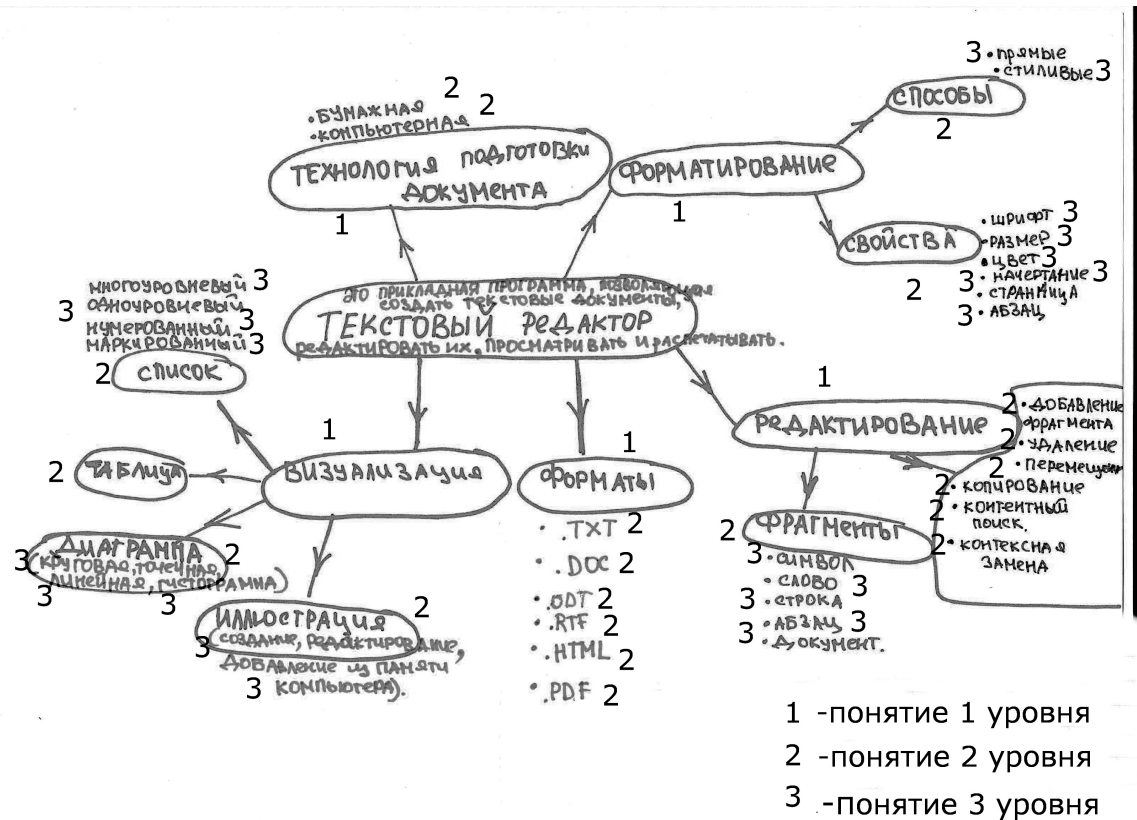 3 • прямые
• стиливые 3
способы
2
• Бумажная 2
• компьютерная 2
Технология подготовки
документа
1
Форматирование
1
свойства
2
• шрифт 3
• размер 3
• цвет 3
3 • начертание 3
• страница
3 • абзац
многоуровневый 3
3 одноуровневый
нумерованный 3
маркированный 3
2 список
это прикладная программа, позволяющая
создать текстовые документы,
Текстовый редактор
редактировать их, просматривать и распечатывать.
1
Редактирование
2 • добавление
фрагмента
2 • удаление
2 • перемещен
2 • копирование
2 • контентный
поиск.
2 • контексная
замена
1
Визуализация
2 таблица
1
Форматы
• .TXT 2
• .DOC 2
• .ODT 2
• .RTF 2
• .HTML 2
• .PDF 2
2 Фрагменты
3 • символ
• слово 3
3 • строка
• абзац 3
3 • документ.
Диаграмма 2
3 (круговая, точечная,
линейная, гистограмма)
3 3
Иллюстрация 2
3 (создание, редактирование,
добавление из памяти
3 компьютера).
1 -понятие 1 уровня
2 -понятие 2 уровня
3 -понятие 3 уровня